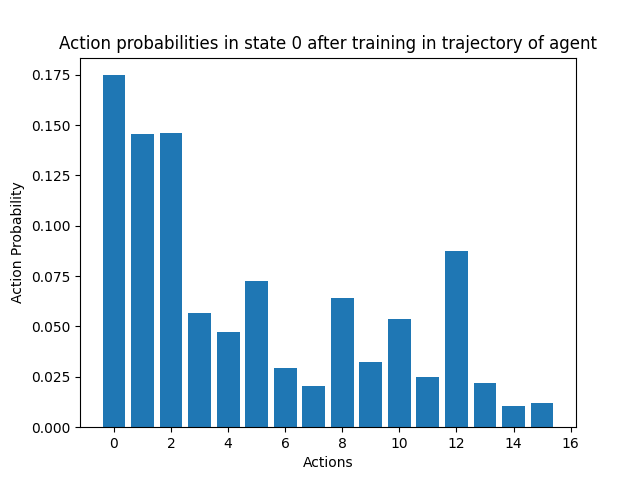 Action probabilities in state 0 after training in trajectory of agent
0.175
0.150
0.125
0.100
0.075
0.050
0.025
0.000
Action Probability
0 2 4 6 8 10 12 14 16
Actions